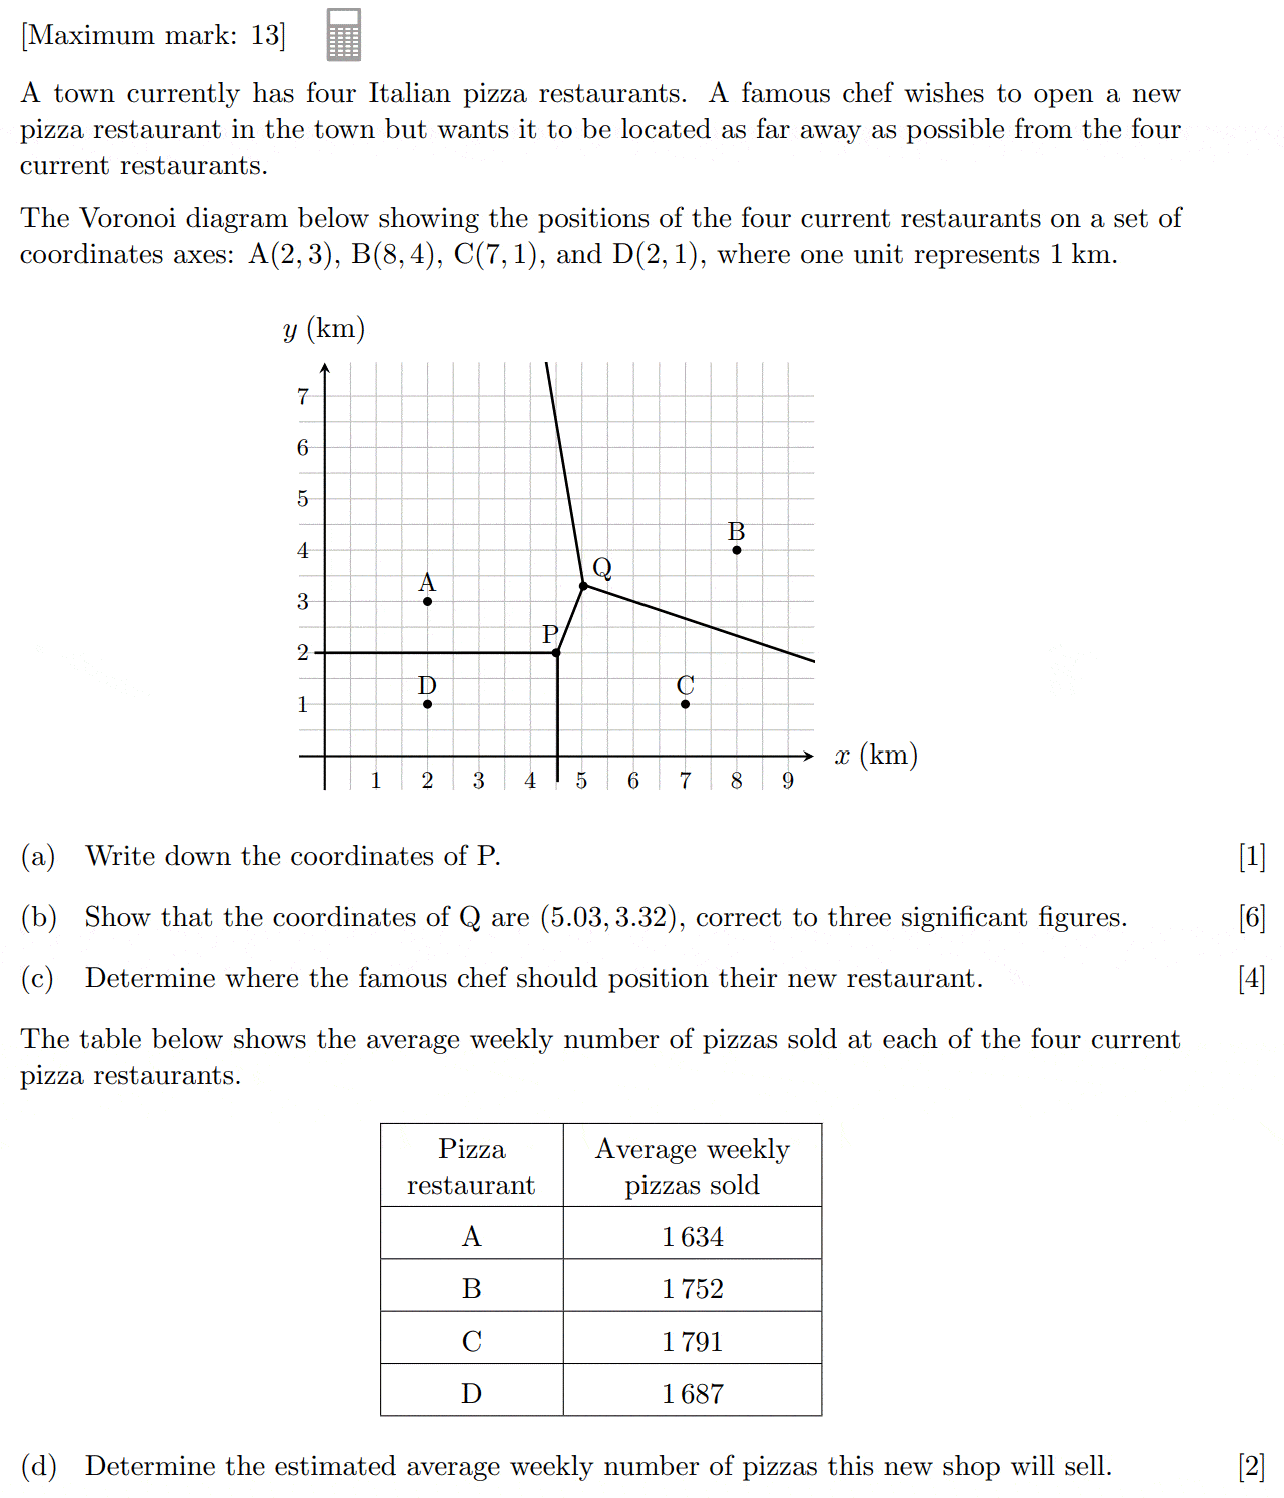 [Maximum mark: 13]
A town currently has four Italian pizza restaurants. A famous chef wishes to open a new
pizza restaurant in the town but wants it to be located as far away as possible from the four
current restaurants.
The Voronoi diagram below showing the positions of the four current restaurants on a set of
coordinates axes: A(2, 3), B(8, 4), C(7, 1), and D(2, 1), where one unit represents 1 km.
y (km)
7
6
5
4
3
2
1
B
Q
A
P
D
C
x (km)
1 2 3 4 5 6 7 8 9
(a) Write down the coordinates of P. [1]
(b) Show that the coordinates of Q are (5.03, 3.32), correct to three significant figures. [6]
(c) Determine where the famous chef should position their new restaurant. [4]
The table below shows the average weekly number of pizzas sold at each of the four current
pizza restaurants.
Pizza restaurant Average weekly pizzas sold
A 1 634
B 1 752
C 1 791
D 1 687
(d) Determine the estimated average weekly number of pizzas this new shop will sell. [2]